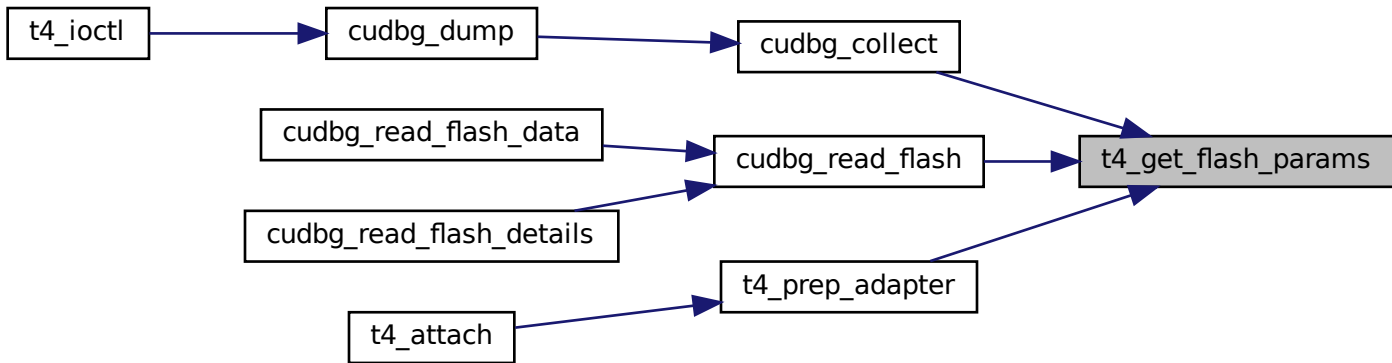 t4_ioctl
cudbg_dump
cudbg_collect
cudbg_read_flash_data
cudbg_read_flash
t4_get_flash_params
cudbg_read_flash_details
t4_prep_adapter
t4_attach